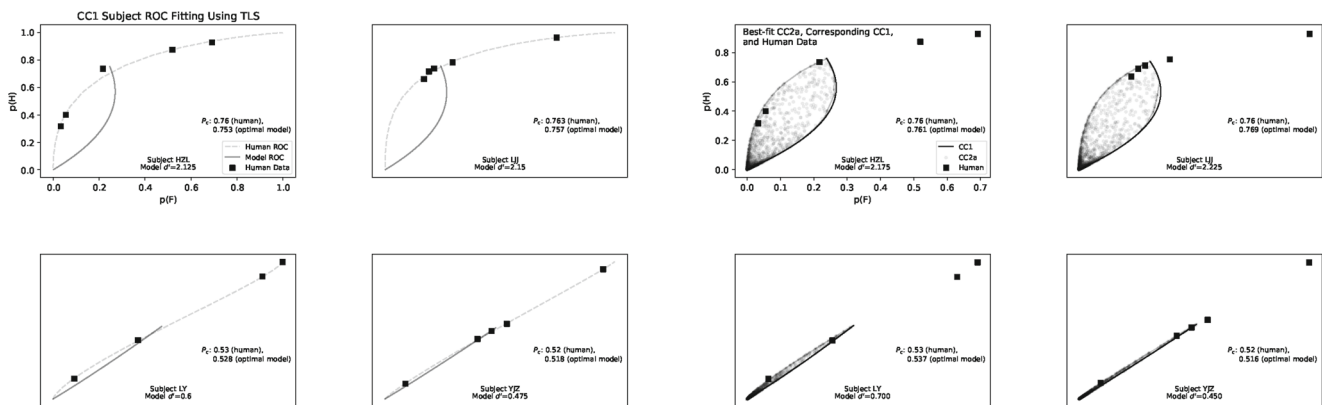 CC1 Subject ROC Fitting Using TLS
1.0
0.8
0.6
0.4
0.2
0.0
p(H)
P_c: 0.76 (human),
0.753 (optimal model)
Human ROC
Model ROC
Human Data
Subject HZL
Model d'=2.125
0.0 0.2 0.4 0.6 0.8 1.0
p(F)
P_c: 0.763 (human),
0.757 (optimal model)
Subject LJJ
Model d'=2.15
Best-fit CC2a, Corresponding CC1,
and Human Data
0.8
0.6
0.4
0.2
0.0
p(H)
P_c: 0.76 (human),
0.761 (optimal model)
CC1
CC2a
Human
Subject HZL
Model d'=2.175
0.0 0.1 0.2 0.3 0.4 0.5 0.6 0.7
p(F)
P_c: 0.76 (human),
0.769 (optimal model)
Subject LJJ
Model d'=2.225
P_c: 0.53 (human),
0.528 (optimal model)
Subject LY
Model d'=0.6
P_c: 0.52 (human),
0.518 (optimal model)
Subject YJZ
Model d'=0.475
P_c: 0.53 (human),
0.537 (optimal model)
Subject LY
Model d'=0.700
P_c: 0.52 (human),
0.516 (optimal model)
Subject YJZ
Model d'=0.450